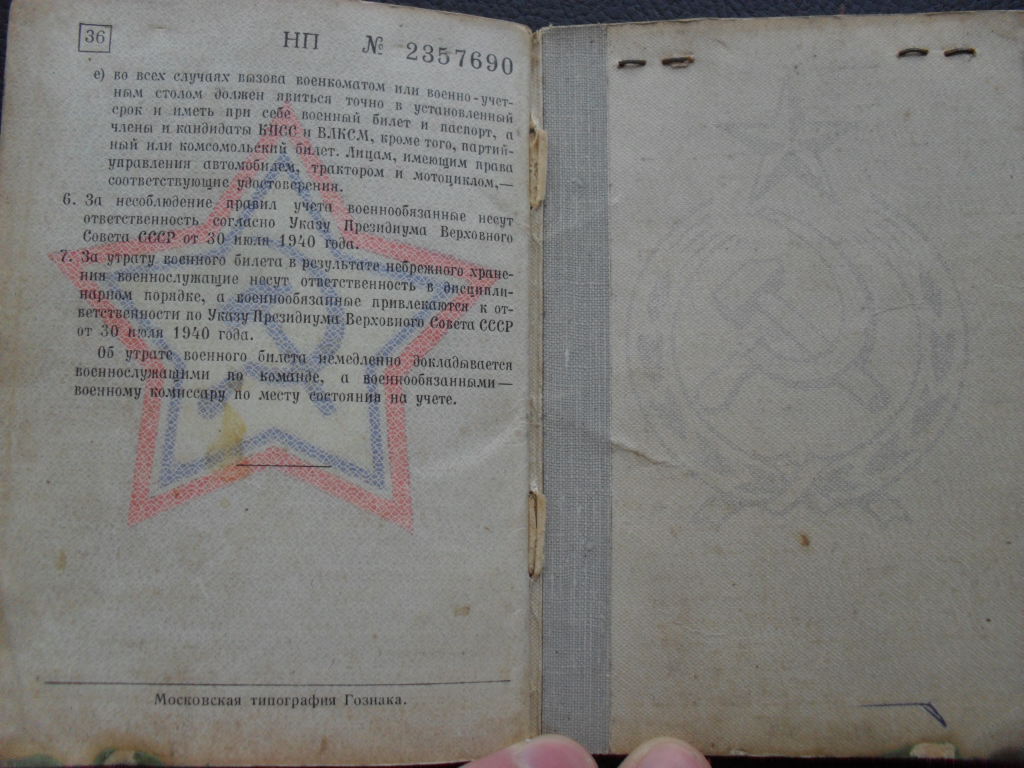 36
НП № 2357690
е) во всех случаях вызова военкоматом или военно-учет-
ным столом должен явиться точно в установленный
срок и иметь при себе военный билет и паспорт, а
члены и кандидаты КПСС и ВЛКСМ, кроме того, партий-
ный или комсомольский билет. Лицам, имеющим права
управления автомобилем, трактором и мотоциклом,—
соответствующие удостоверения.
6. За несоблюдение правил учета военнообязанные несут
ответственность согласно Указу Президиума Верховного
Совета СССР от 30 июля 1940 года.
7. За утрату военного билета в результате небрежного хране-
ния военнослужащие несут ответственность в дисципли-
нарном порядке, а военнообязанные привлекаются к от-
ветственности по Указу Президиума Верховного Совета СССР
от 30 июля 1940 года.
Об утрате военного билета немедленно докладывается
военнослужащими по команде, а военнообязанными—
военному комиссару по месту состояния на учете.
Московская типография Гознака.